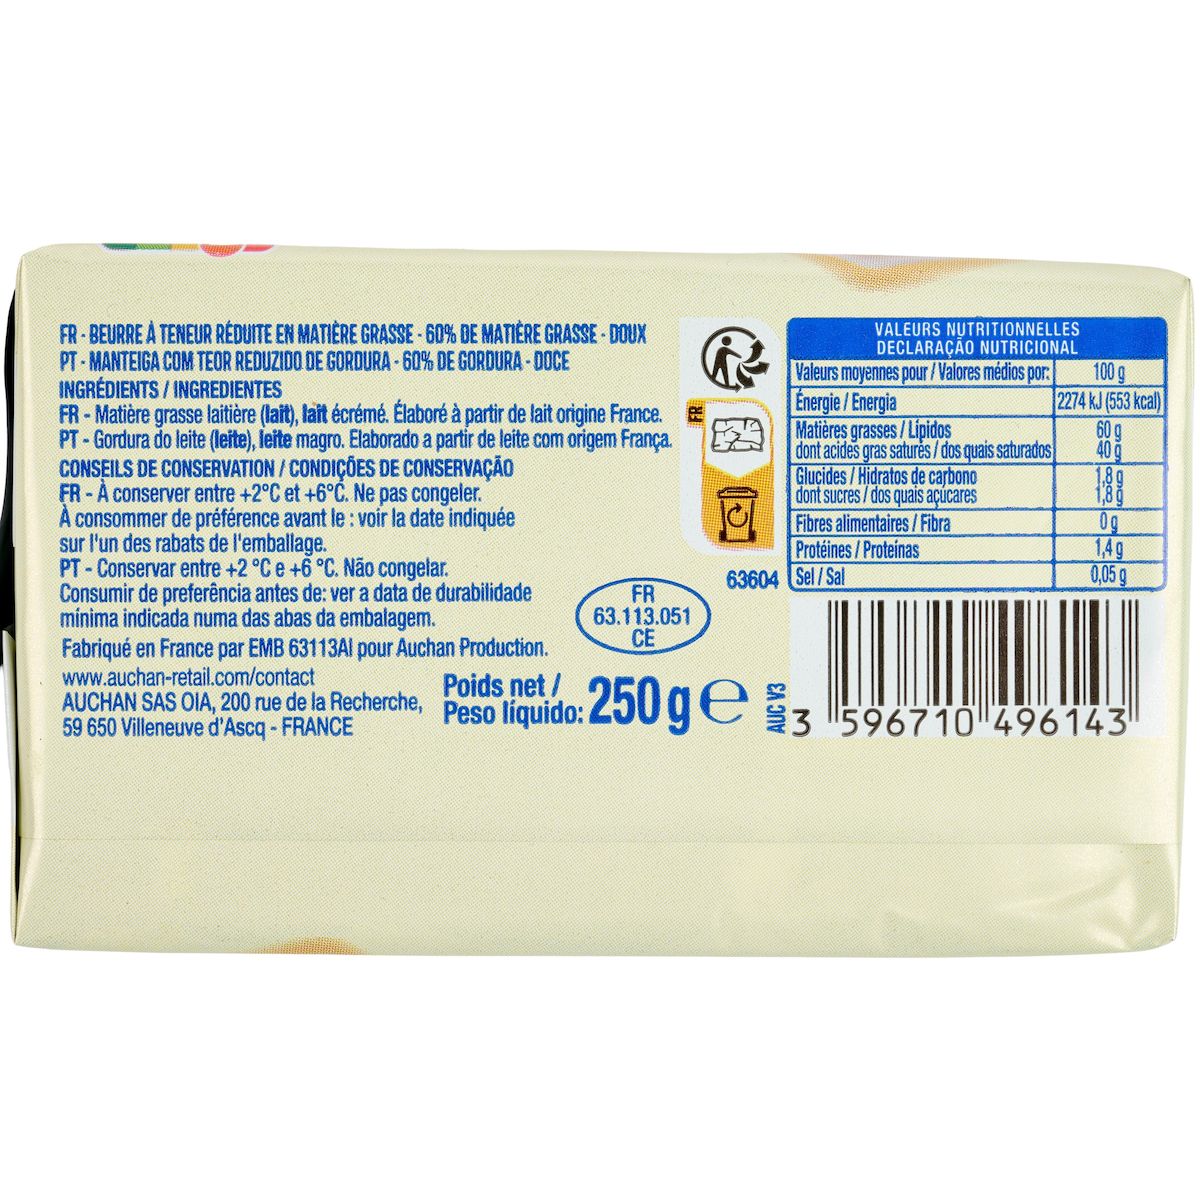 FR - BEURRE À TENEUR RÉDUITE EN MATIÈRE GRASSE - 60% DE MATIÈRE GRASSE - DOUX
PT - MANTEIGA COM TEOR REDUZIDO DE GORDURA - 60% DE GORDURA - DOCE
INGRÉDIENTS / INGREDIENTES
FR - Matière grasse laitière (lait), lait écrémé. Élaboré à partir de lait origine France.
PT - Gordura do leite (leite), leite magro. Elaborado a partir de leite com origem França.
CONSEILS DE CONSERVATION / CONDIÇÕES DE CONSERVAÇÃO
FR - À conserver entre +2°C et +6°C. Ne pas congeler.
À consommer de préférence avant le : voir la date indiquée
sur l'un des rabats de l'emballage.
PT - Conservar entre +2 °C e +6 °C. Não congelar.
Consumir de preferência antes de: ver a data de durabilidade
mínima indicada numa das abas da embalagem.
Fabriqué en France par EMB 63113AI pour Auchan Production.
www.auchan-retail.com/contact
AUCHAN SAS OIA, 200 rue de la Recherche,
59 650 Villeneuve d'Ascq - FRANCE
Poids net /
Peso líquido: 250 g ℮
FR
63.113.051
CE
FR
63604
VALEURS NUTRITIONNELLES
DECLARAÇÃO NUTRICIONAL
Valeurs moyennes pour / Valores médios por: 100 g
Énergie / Energia 2274 kJ (553 kcal)
Matières grasses / Lípidos 60 g
dont acides gras saturés / dos quais saturados 40 g
Glucides / Hidratos de carbono 1,8 g
dont sucres / dos quais açucares 1,8 g
Fibres alimentaires / Fibra 0 g
Protéines / Proteínas 1,4 g
Sel / Sal 0,05 g
AUC V3
3 596710 496143